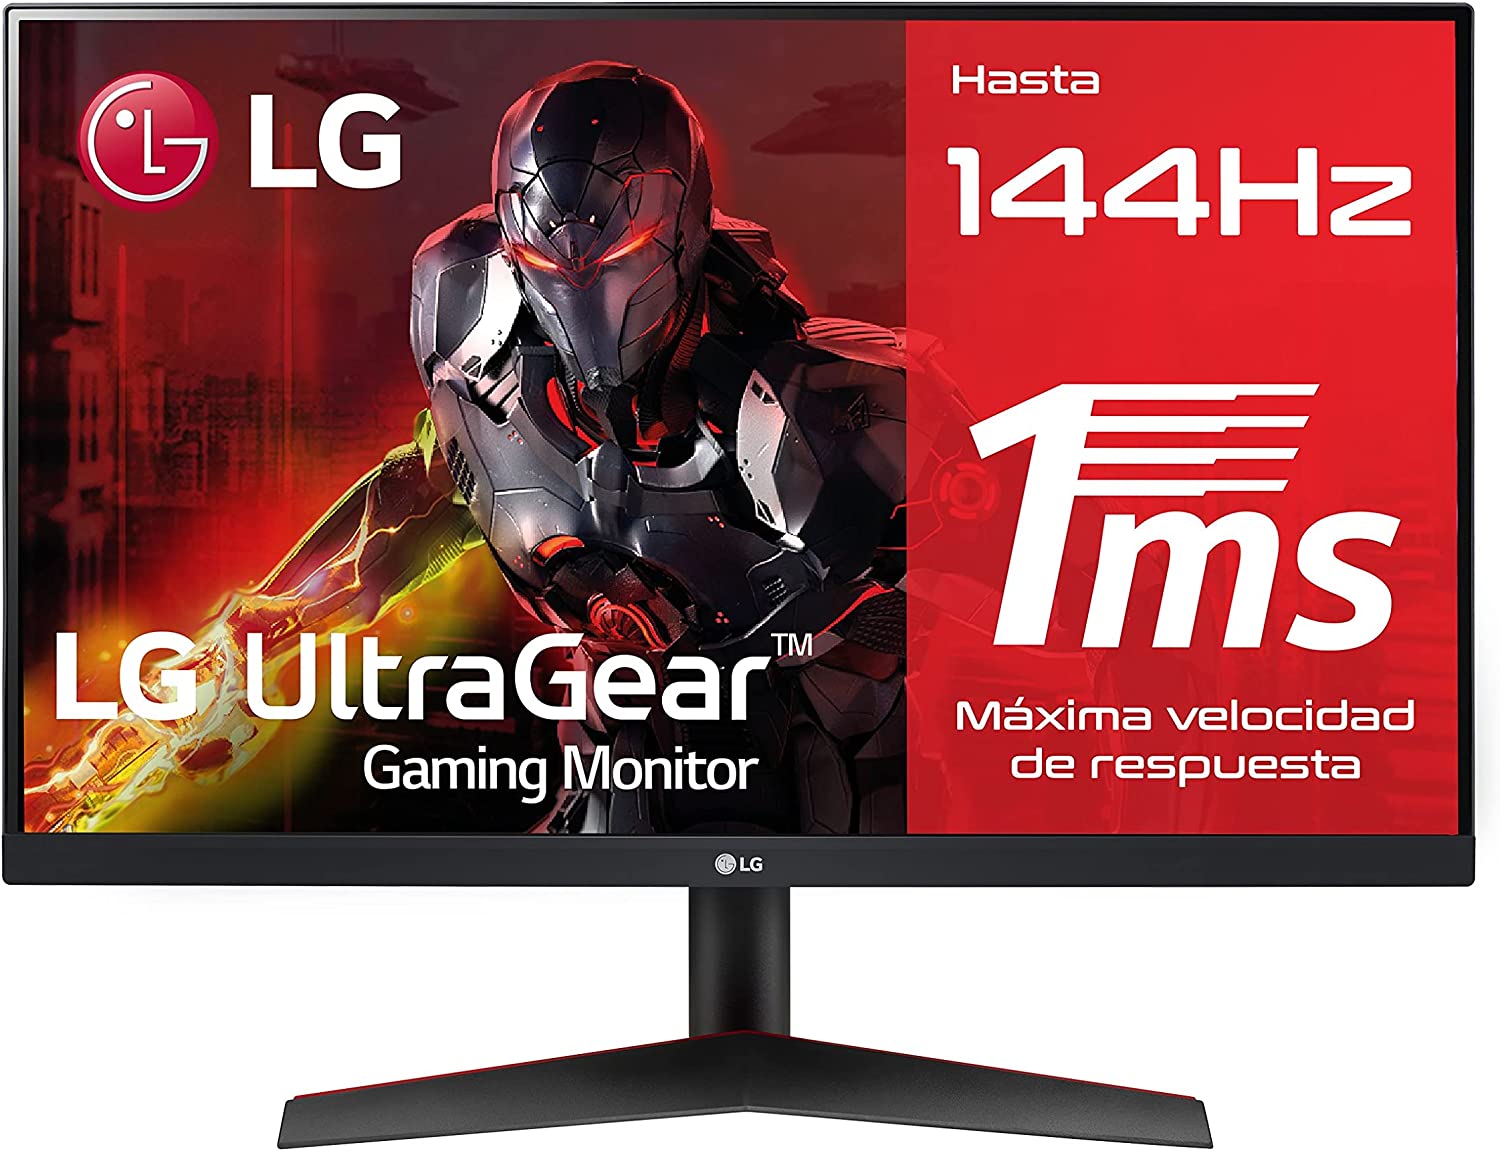 LG
LG UltraGear™
Gaming Monitor
Hasta
144Hz
1ms
Máxima velocidad
de respuesta
LG